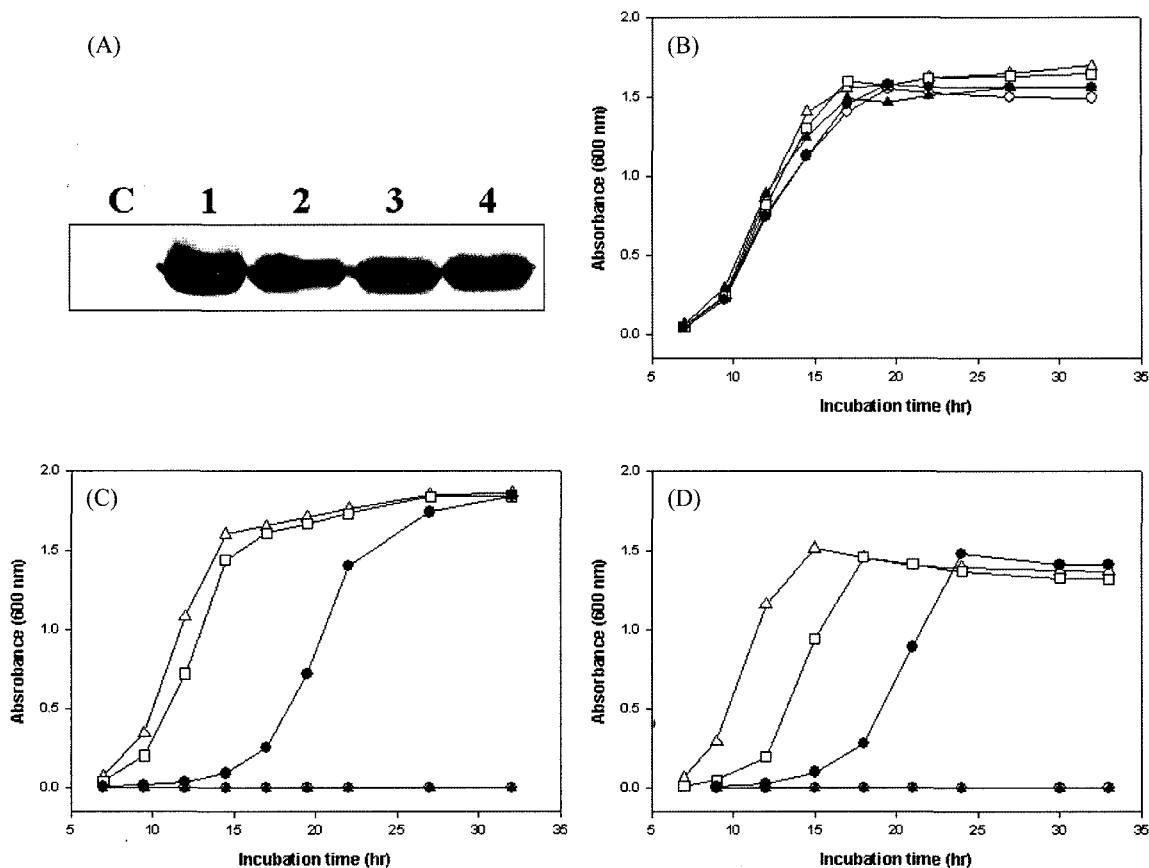 (A)
C 1 2 3 4
(B)
Absorbance (600 nm)
2.0
1.5
1.0
0.5
0.0
5 10 15 20 25 30 35
Incubation time (hr)
(C)
Absrobance (600 nm)
2.0
1.5
1.0
0.5
0.0
5 10 15 20 25 30 35
Incubation time (hr)
(D)
Absorbance (600 nm)
2.0
1.5
1.0
0.5
0.0
5 10 15 20 25 30 35
Incubation time (hr)